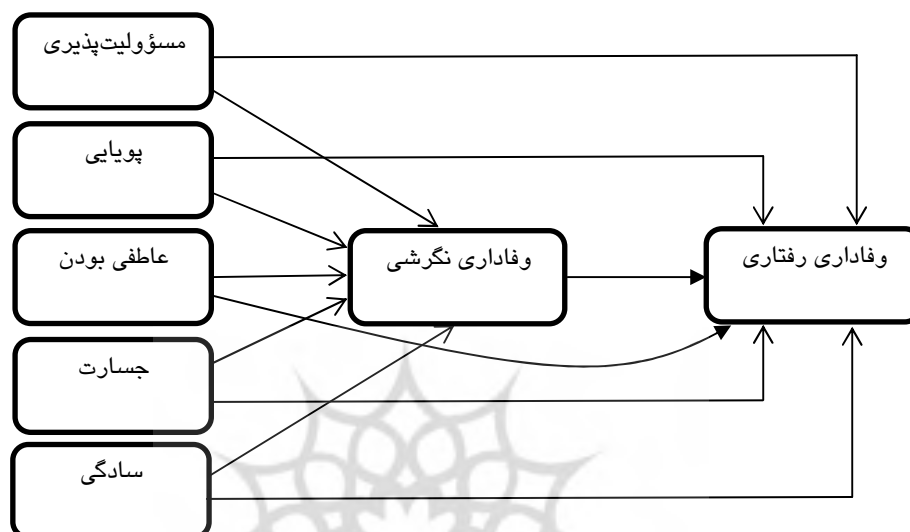 مسؤولیت‌پذیری
پویایی
عاطفی بودن
جسارت
سادگی
وفاداری نگرشی
وفاداری رفتاری